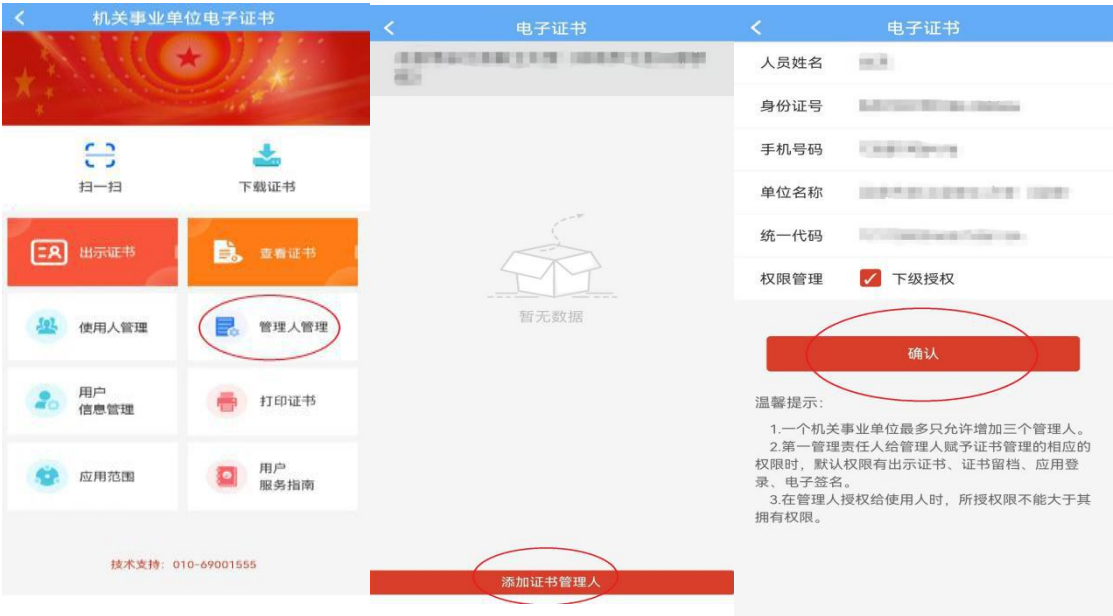 机关事业单位电子证书
扫一扫
下载证书
出示证书
查看证书
使用人管理
管理人管理
用户
信息管理
打印证书
应用范围
用户
服务指南
技术支持：010-69001555
电子证书
暂无数据
添加证书管理人
电子证书
人员姓名
身份证号
手机号码
单位名称
统一代码
权限管理 下级授权
确认
温馨提示：
1.一个机关事业单位最多只允许增加三个管理人。
2.第一管理责任人给管理人赋予证书管理的相应的
权限时，默认权限有出示证书、证书留档、应用登
录、电子签名。
3.在管理人授权给使用人时，所授权限不能大于其
拥有权限。